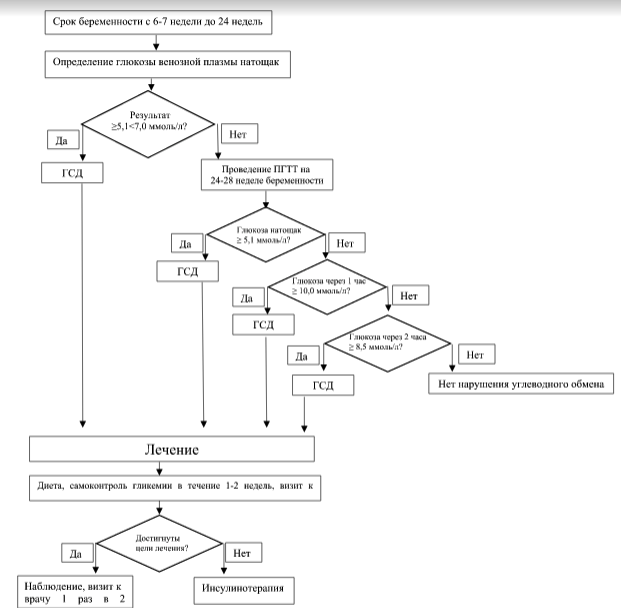 Срок беременности с 6-7 недели до 24 недель
Определение глюкозы венозной плазмы натощак
Результат
≥5,1<7,0 ммоль/л?
Да
Нет
ГСД
Проведение ПГТТ на
24-28 неделе беременности
Глюкоза натощак
≥ 5,1 ммоль/л?
Да
Нет
ГСД
Глюкоза через 1 час
≥ 10,0 ммоль/л?
Да
Нет
ГСД
Глюкоза через 2 часа
≥ 8,5 ммоль/л?
Да
Нет
ГСД
Нет нарушения углеводного обмена
Лечение
Диета, самоконтроль гликемии в течение 1-2 недель, визит к
Достигнуты
цели лечения?
Да
Нет
Наблюдение, визит к
врачу 1 раз в 2
Инсулинотерапия